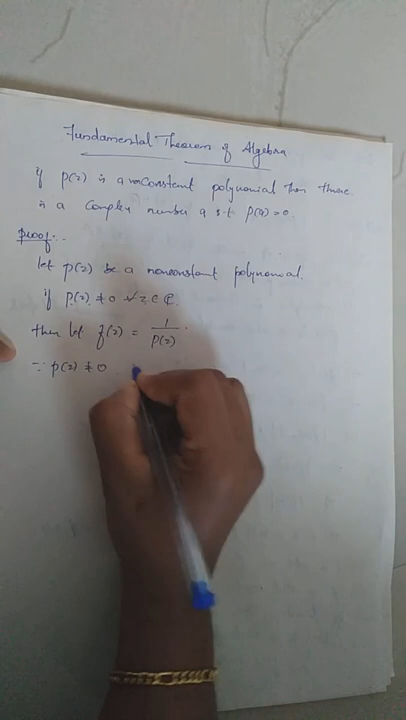 Fundamental Theorem of Algebra
if p(z) is a nonconstant polynomial then there
is a complex number a s.t p(a)=0.
Proof:-
let p(z) be a nonconstant polynomial.
if p(z) ≠ 0 ∀ z ∈ ℂ.
then let f(z) = 1/p(z).
∵ p(z) ≠ 0